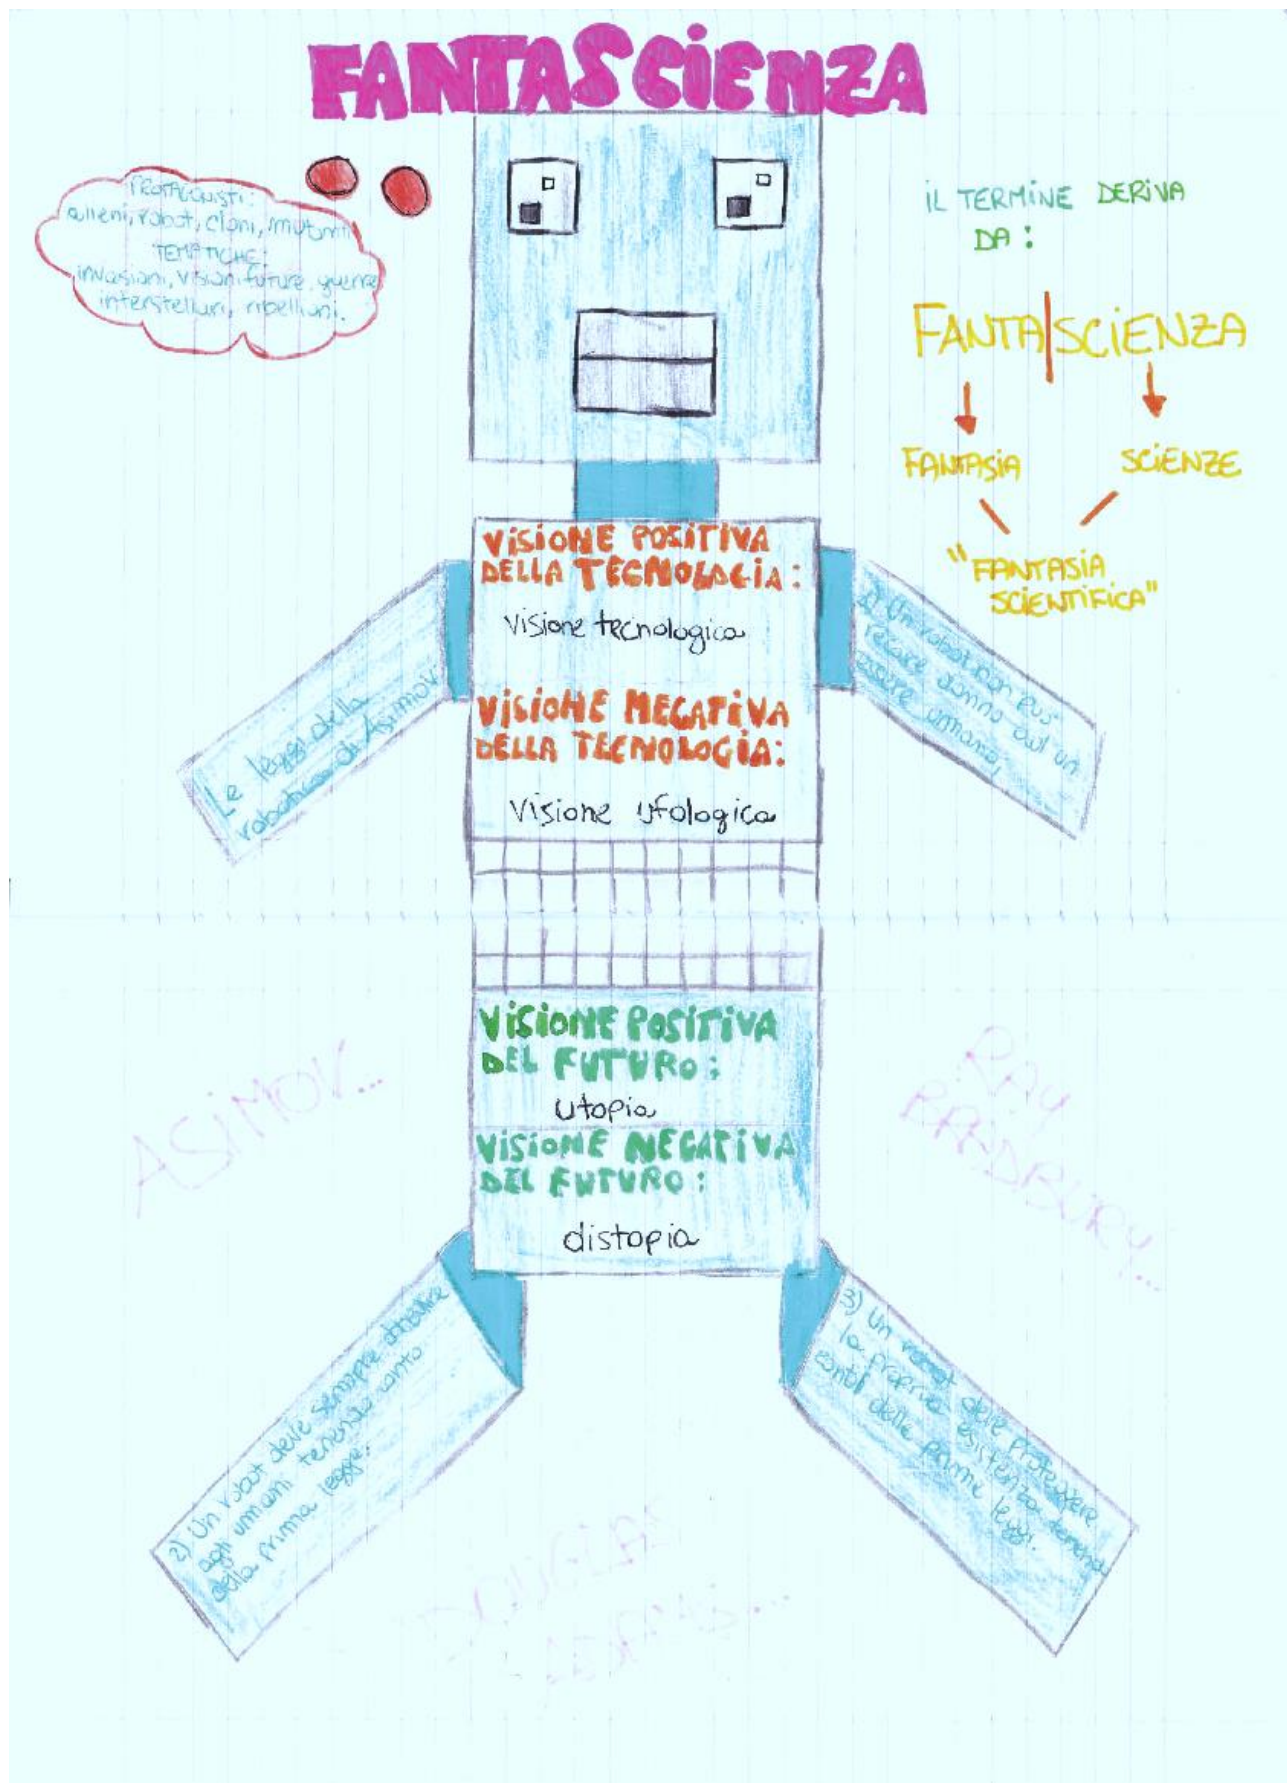 FANTASCIENZA
PROTAGONISTI:
alieni, robot, cloni, mutanti
TEMATICHE:
invasioni, visioni future, guerre
interstellari, ribellioni.
IL TERMINE DERIVA
DA:
FANTA|SCIENZA
FANTASIA
SCIENZE
"FANTASIA
SCIENTIFICA"
VISIONE POSITIVA
DELLA TECNOLOGIA:
visione tecnologica
VISIONE NEGATIVA
DELLA TECNOLOGIA:
Visione ufologica
Le leggi della
robotica di Asimov
1) Un robot non può
recare danno ad un
essere umano,
VISIONE POSITIVA
DEL FUTURO:
utopia
VISIONE NEGATIVA
DEL FUTURO:
distopia
ASIMOV...
RAY
BRADBURY...
2) Un robot deve sempre
agli umani tenendo conto
della prima legge.
3) Un robot deve proteggere
la propria esistenza tenendo
conto delle prime leggi.
DOUGLAS
ADAMS...